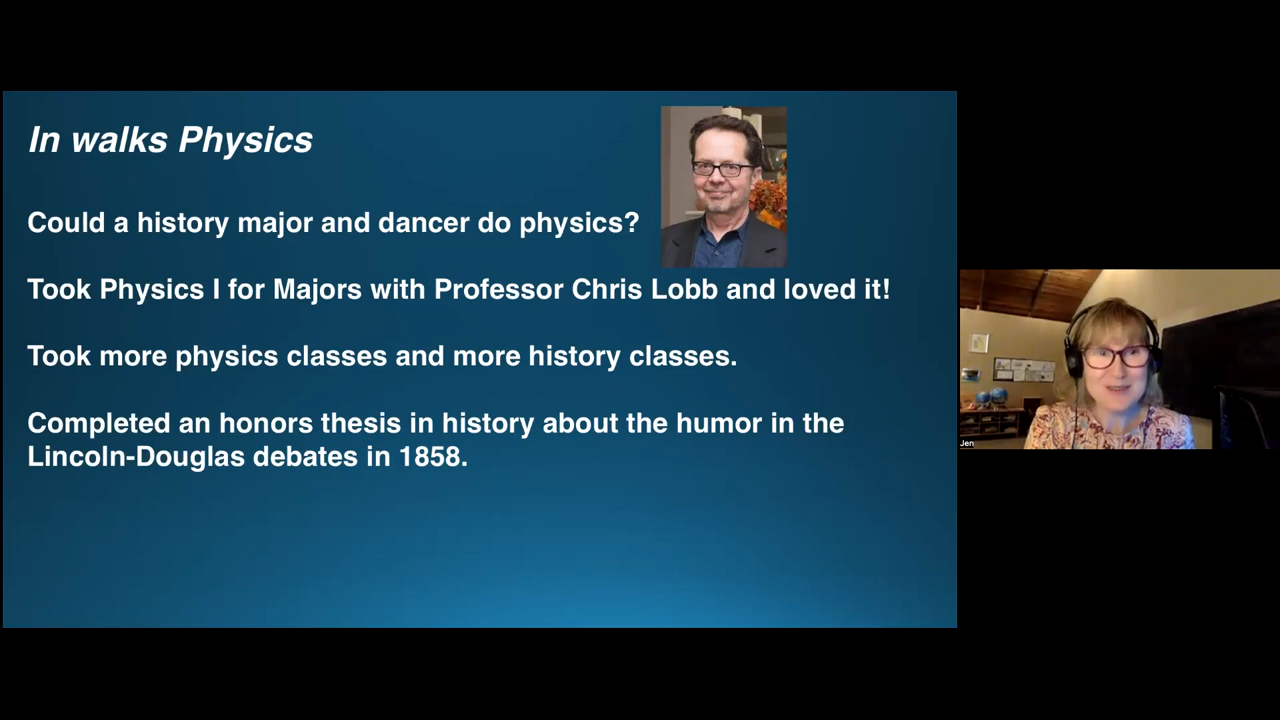 In walks Physics
Could a history major and dancer do physics?
Took Physics I for Majors with Professor Chris Lobb and loved it!
Took more physics classes and more history classes.
Completed an honors thesis in history about the humor in the
Lincoln-Douglas debates in 1858.
Jen